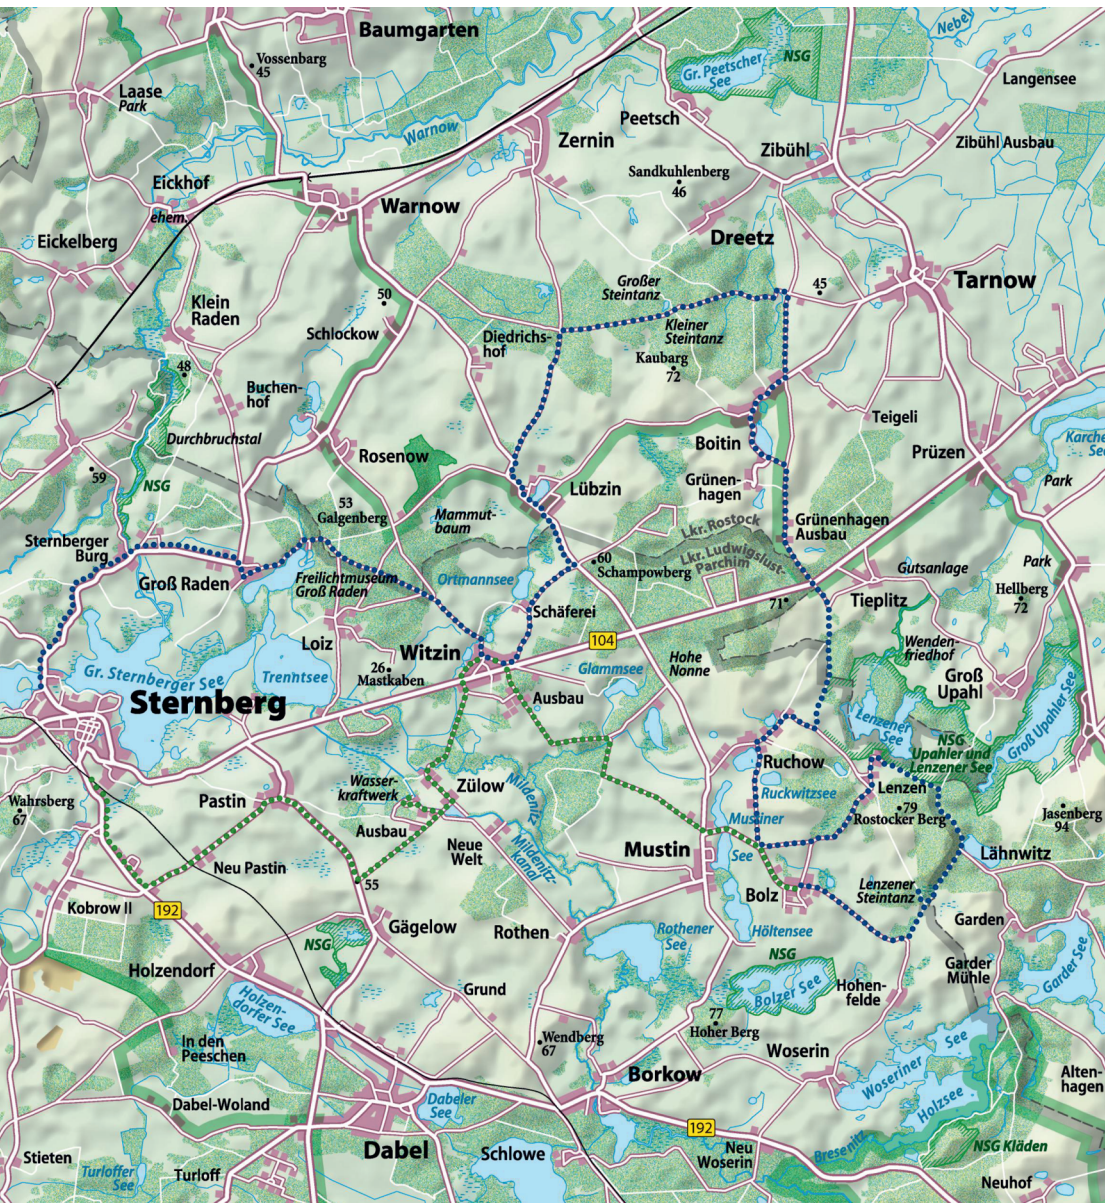 Baumgarten
Vossenbarg
45
Nebel
Gr. Peetscher
See
NSG
Langensee
Laase
Park
Peetsch
Warnow
Zernin
Zibühl
Zibühl Ausbau
Sandkuhlenberg
46
Eickhof
ehem.
Warnow
Eickelberg
Dreetz
Tarnow
Großer
Steintanz
45
50
Klein
Raden
Schlockow
Diedrichs-
hof
Kleiner
Steintanz
Kaubarg
72
48
Buchen-
hof
Teigeli
Durchbruchstal
Boitin
Prüzen
Karche
See
Rosenow
59
NSG
Lübzin
Grünen-
hagen
Park
53
Galgenberg
Mammut-
baum
Grünenhagen
Ausbau
Lkr. Rostock
Lkr. Ludwigslust-
Parchim
Sternberger
Burg
Groß Raden
Freilichtmuseum
Groß Raden
Ortmannsee
60
Schampowberg
Gutsanlage
Park
Hellberg
72
71
Tieplitz
Schäferei
Loiz
Witzin
104
Wenden-
friedhof
Gr. Sternberger See
Trenntsee
26
Mastkaben
Glammsee
Hohe
Nonne
Groß
Upahl
Sternberg
Ausbau
Lenzener
See
Groß Upahler See
NSG
Upahler und
Lenzener See
Ruchow
Wasser-
kraftwerk
Zülow
Mildenitz
Ruckwitzsee
Lenzen
79
Rostocker Berg
Wahrsberg
67
Pastin
Jasenberg
94
Ausbau
Mustiner
See
Neue
Welt
Mildenitz-
kanal
Mustin
Lähnwitz
Neu Pastin
55
Bolz
Lenzener
Steintanz
Kobrow II
192
Gägelow
Rothen
Rothener
See
Höltensee
Garden
NSG
Holzendorf
NSG
Bolzer See
Hohen-
felde
Garder
Mühle
Garder See
Grund
Holzen-
dorfer See
77
Hoher Berg
Wendberg
67
In den
Peeschen
Woserin
Woseriner
See
Borkow
Alten-
hagen
Dabel-Woland
Dabeler
See
Holzsee
192
Dabel
Schlowe
Neu
Woserin
Bresenitz
NSG Kläden
Stieten
Turloffer
See
Turloff
Neuhof